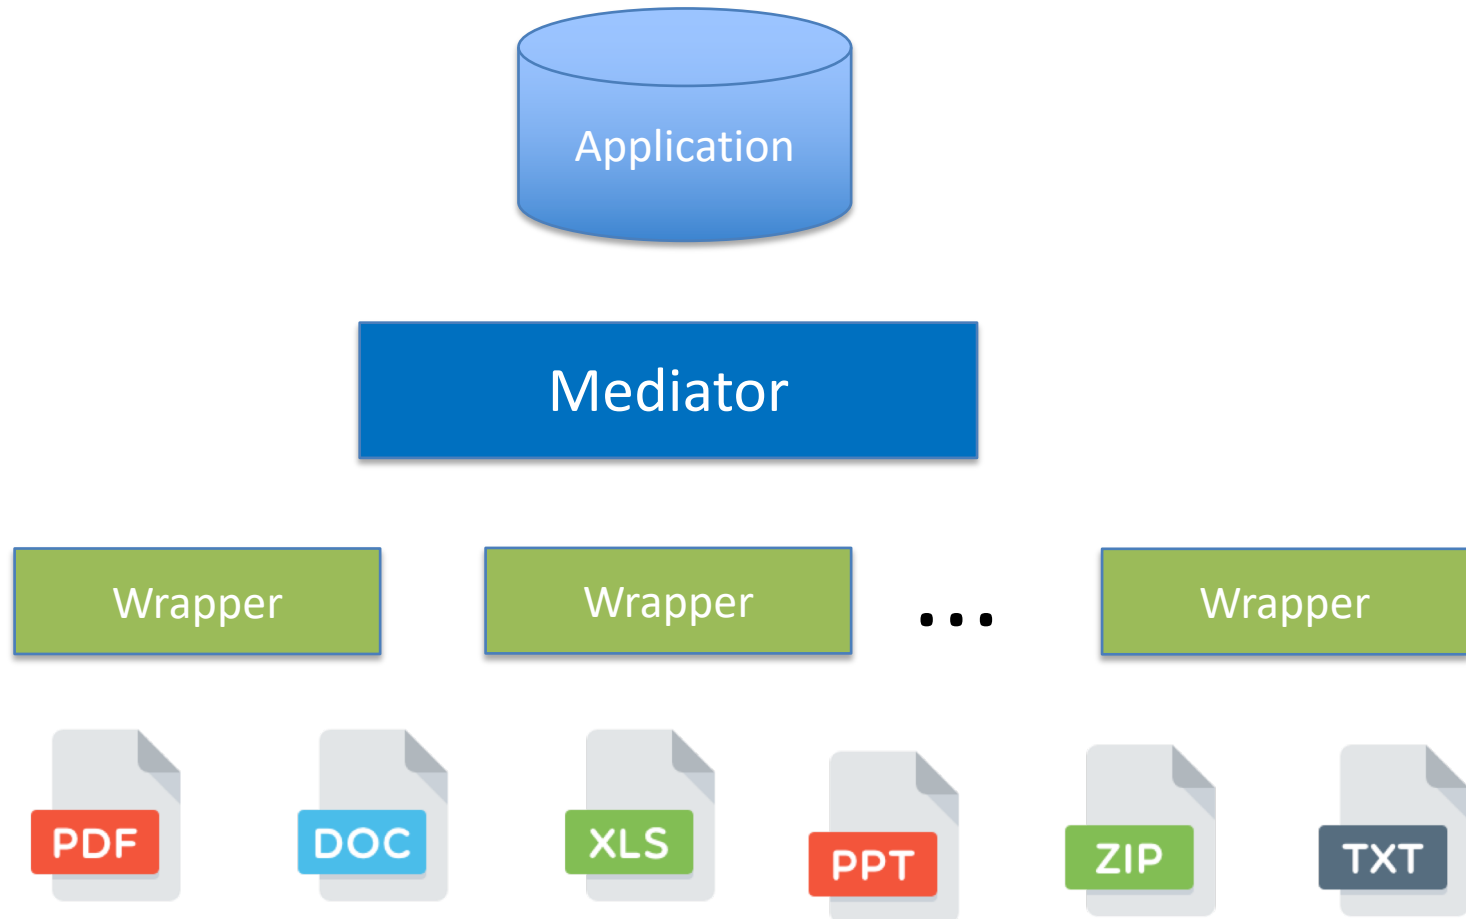 Application
Mediator
Wrapper
Wrapper
...
Wrapper
PDF
DOC
XLS
PPT
ZIP
TXT